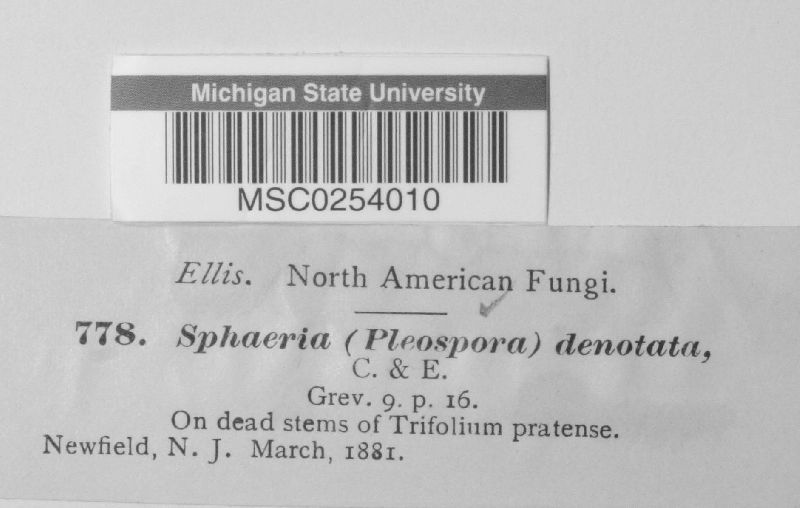 Michigan State University
MSC0254010
Ellis. North American Fungi.
778. Sphaeria (Pleospora) denotata,
C. & E.
Grev. 9. p. 16.
On dead stems of Trifolium pratense.
Newfield, N. J. March, 1881.